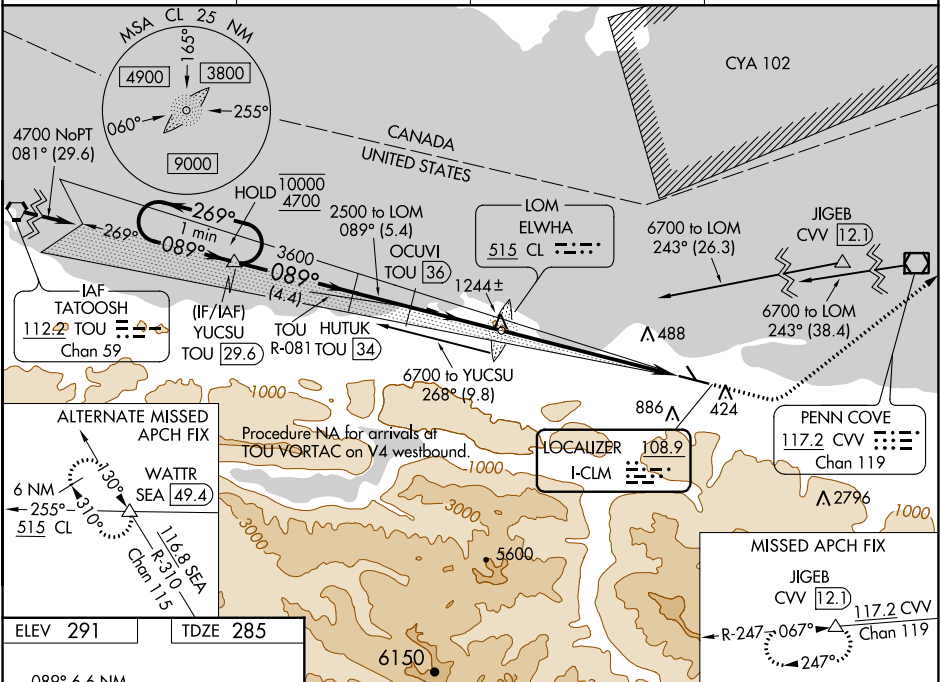 MSA CL 25 NM
165°
4900
3800
060°
255°
9000
CYA 102
CANADA
UNITED STATES
4700 NoPT
081° (29.6)
HOLD
10000
4700
269°
1 min
269°
089°
3600
089°
(4.4)
2500 to LOM
089° (5.4)
OCUVI
TOU 36
LOM
ELWHA
515 CL
1244±
6700 to LOM
243° (26.3)
JIGEB
CVV 12.1
6700 to LOM
243° (38.4)
IAF
TATOOSH
112.2 TOU
Chan 59
(IF/IAF)
YUCSU
TOU 29.6
TOU
R-081
HUTUK
TOU 34
6700 to YUCSU
268° (9.8)
488
886
424
1000
PENN COVE
117.2 CVV
Chan 119
LOCALIZER 108.9
I-CLM
Procedure NA for arrivals at
TOU VORTAC on V4 westbound.
1000
3000
3000
2796
1000
5600
6150
ALTERNATE MISSED
APCH FIX
WATTR
SEA 49.4
6 NM
255°
515 CL
130°
310°
116.8 SEA
R-310
Chan 115
MISSED APCH FIX
JIGEB
CVV 12.1
117.2 CVV
Chan 119
R-247
067°
247°
ELEV 291
TDZE 285
089° 6.6 NM